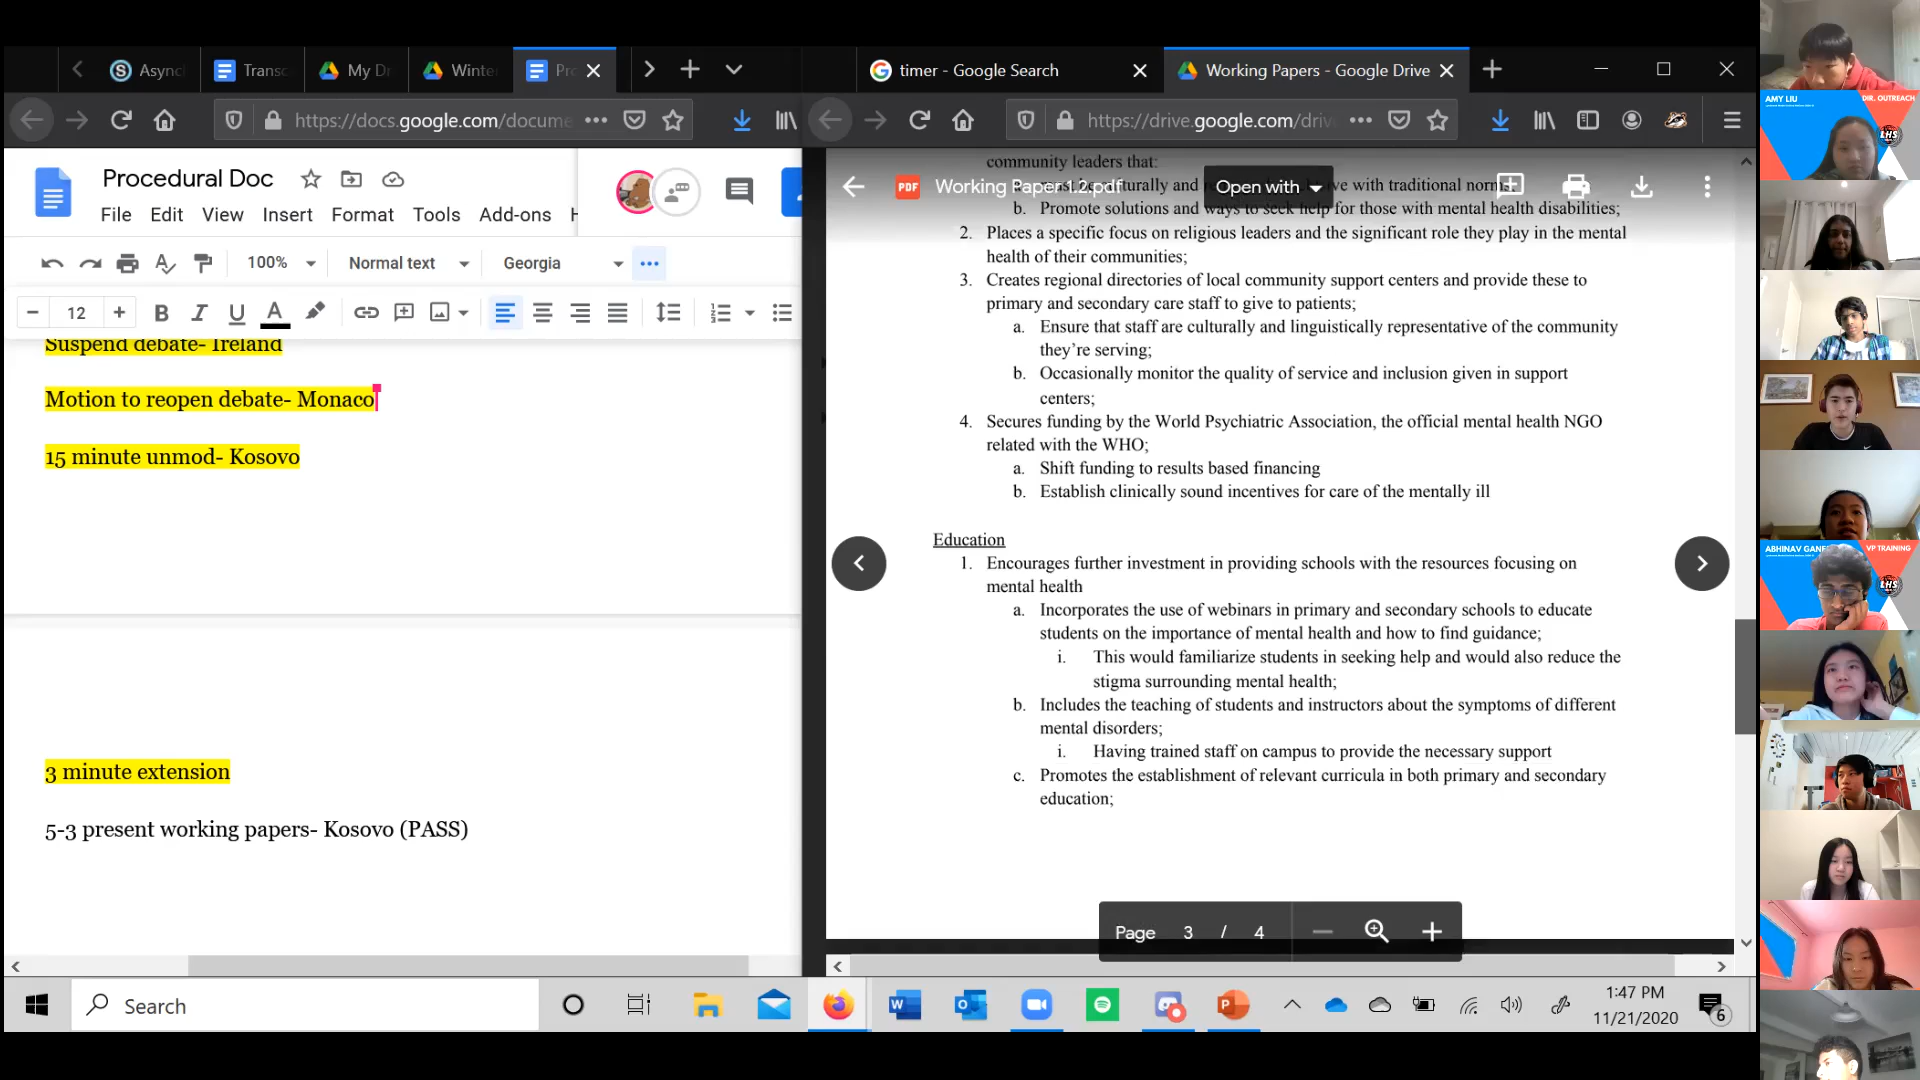 Async
Transc
My Dr
Winte
Pro
timer - Google Search
Working Papers - Google Drive
https://docs.google.com/docume
https://drive.google.com/driv
Procedural Doc
File Edit View Insert Format Tools Add-ons H
100% Normal text Georgia
12 B I U A
Suspend debate- Ireland
Motion to reopen debate- Monaco
15 minute unmod- Kosovo
3 minute extension
5-3 present working papers- Kosovo (PASS)
PDF Working Paper 1.2.pdf
Open with
community leaders that:
with traditional norms
b. Promote solutions and ways to seek help for those with mental health disabilities;
2. Places a specific focus on religious leaders and the significant role they play in the mental
health of their communities;
3. Creates regional directories of local community support centers and provide these to
primary and secondary care staff to give to patients;
a. Ensure that staff are culturally and linguistically representative of the community
they’re serving;
b. Occasionally monitor the quality of service and inclusion given in support
centers;
4. Secures funding by the World Psychiatric Association, the official mental health NGO
related with the WHO;
a. Shift funding to results based financing
b. Establish clinically sound incentives for care of the mentally ill
Education
1. Encourages further investment in providing schools with the resources focusing on
mental health
a. Incorporates the use of webinars in primary and secondary schools to educate
students on the importance of mental health and how to find guidance;
i. This would familiarize students in seeking help and would also reduce the
stigma surrounding mental health;
b. Includes the teaching of students and instructors about the symptoms of different
mental disorders;
i. Having trained staff on campus to provide the necessary support
c. Promotes the establishment of relevant curricula in both primary and secondary
education;
Page 3 / 4
Search
1:47 PM
11/21/2020
6
AMY LIU
DIR. OUTREACH
LHS
ABHINAV GANE
VP TRAINING
LHS